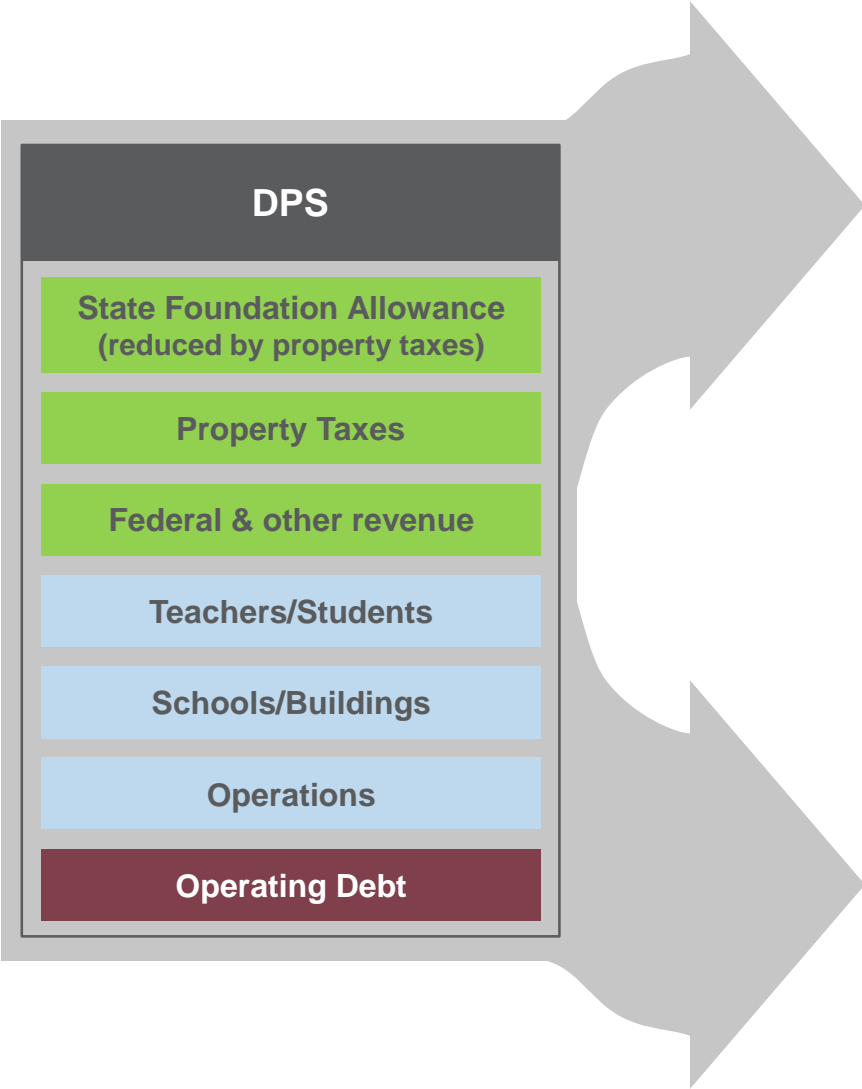 DPS
State Foundation Allowance
(reduced by property taxes)
Property Taxes
Federal & other revenue
Teachers/Students
Schools/Buildings
Operations
Operating Debt